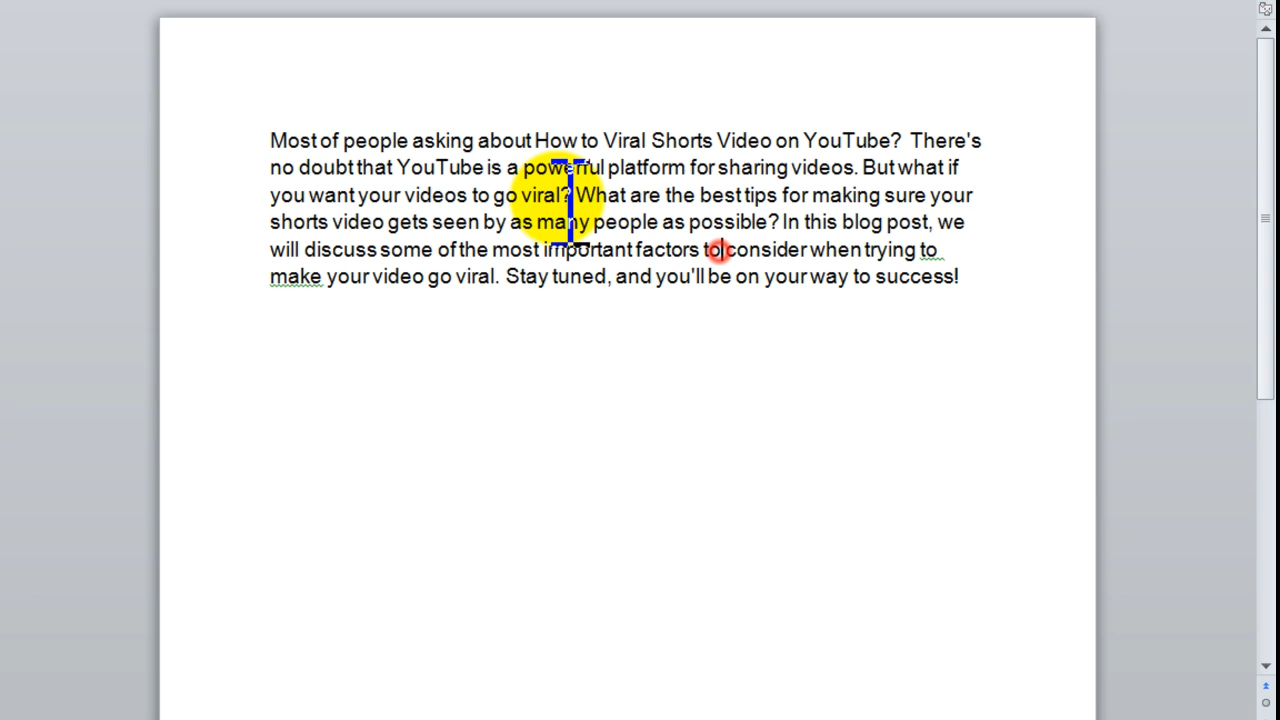 Most of people asking about How to Viral Shorts Video on YouTube?  There's
no doubt that YouTube is a powerful platform for sharing videos. But what if
you want your videos to go viral? What are the best tips for making sure your
shorts video gets seen by as many people as possible? In this blog post, we
will discuss some of the most important factors to consider when trying to
make your video go viral. Stay tuned, and you'll be on your way to success!